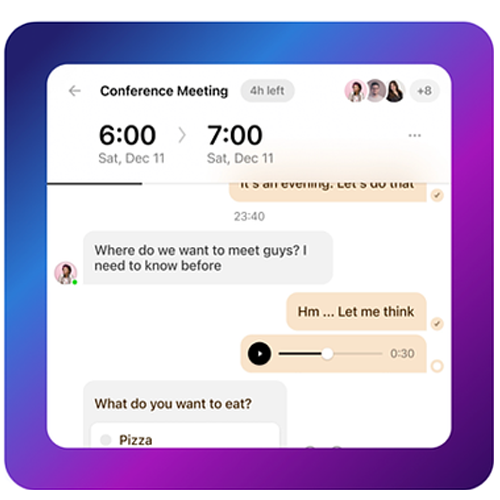 Conference Meeting 4h left +8
6:00 7:00
Sat, Dec 11 Sat, Dec 11
It's an evening. Let's do that
23:40
Where do we want to meet guys? I
need to know before
Hm ... Let me think
0:30
What do you want to eat?
Pizza